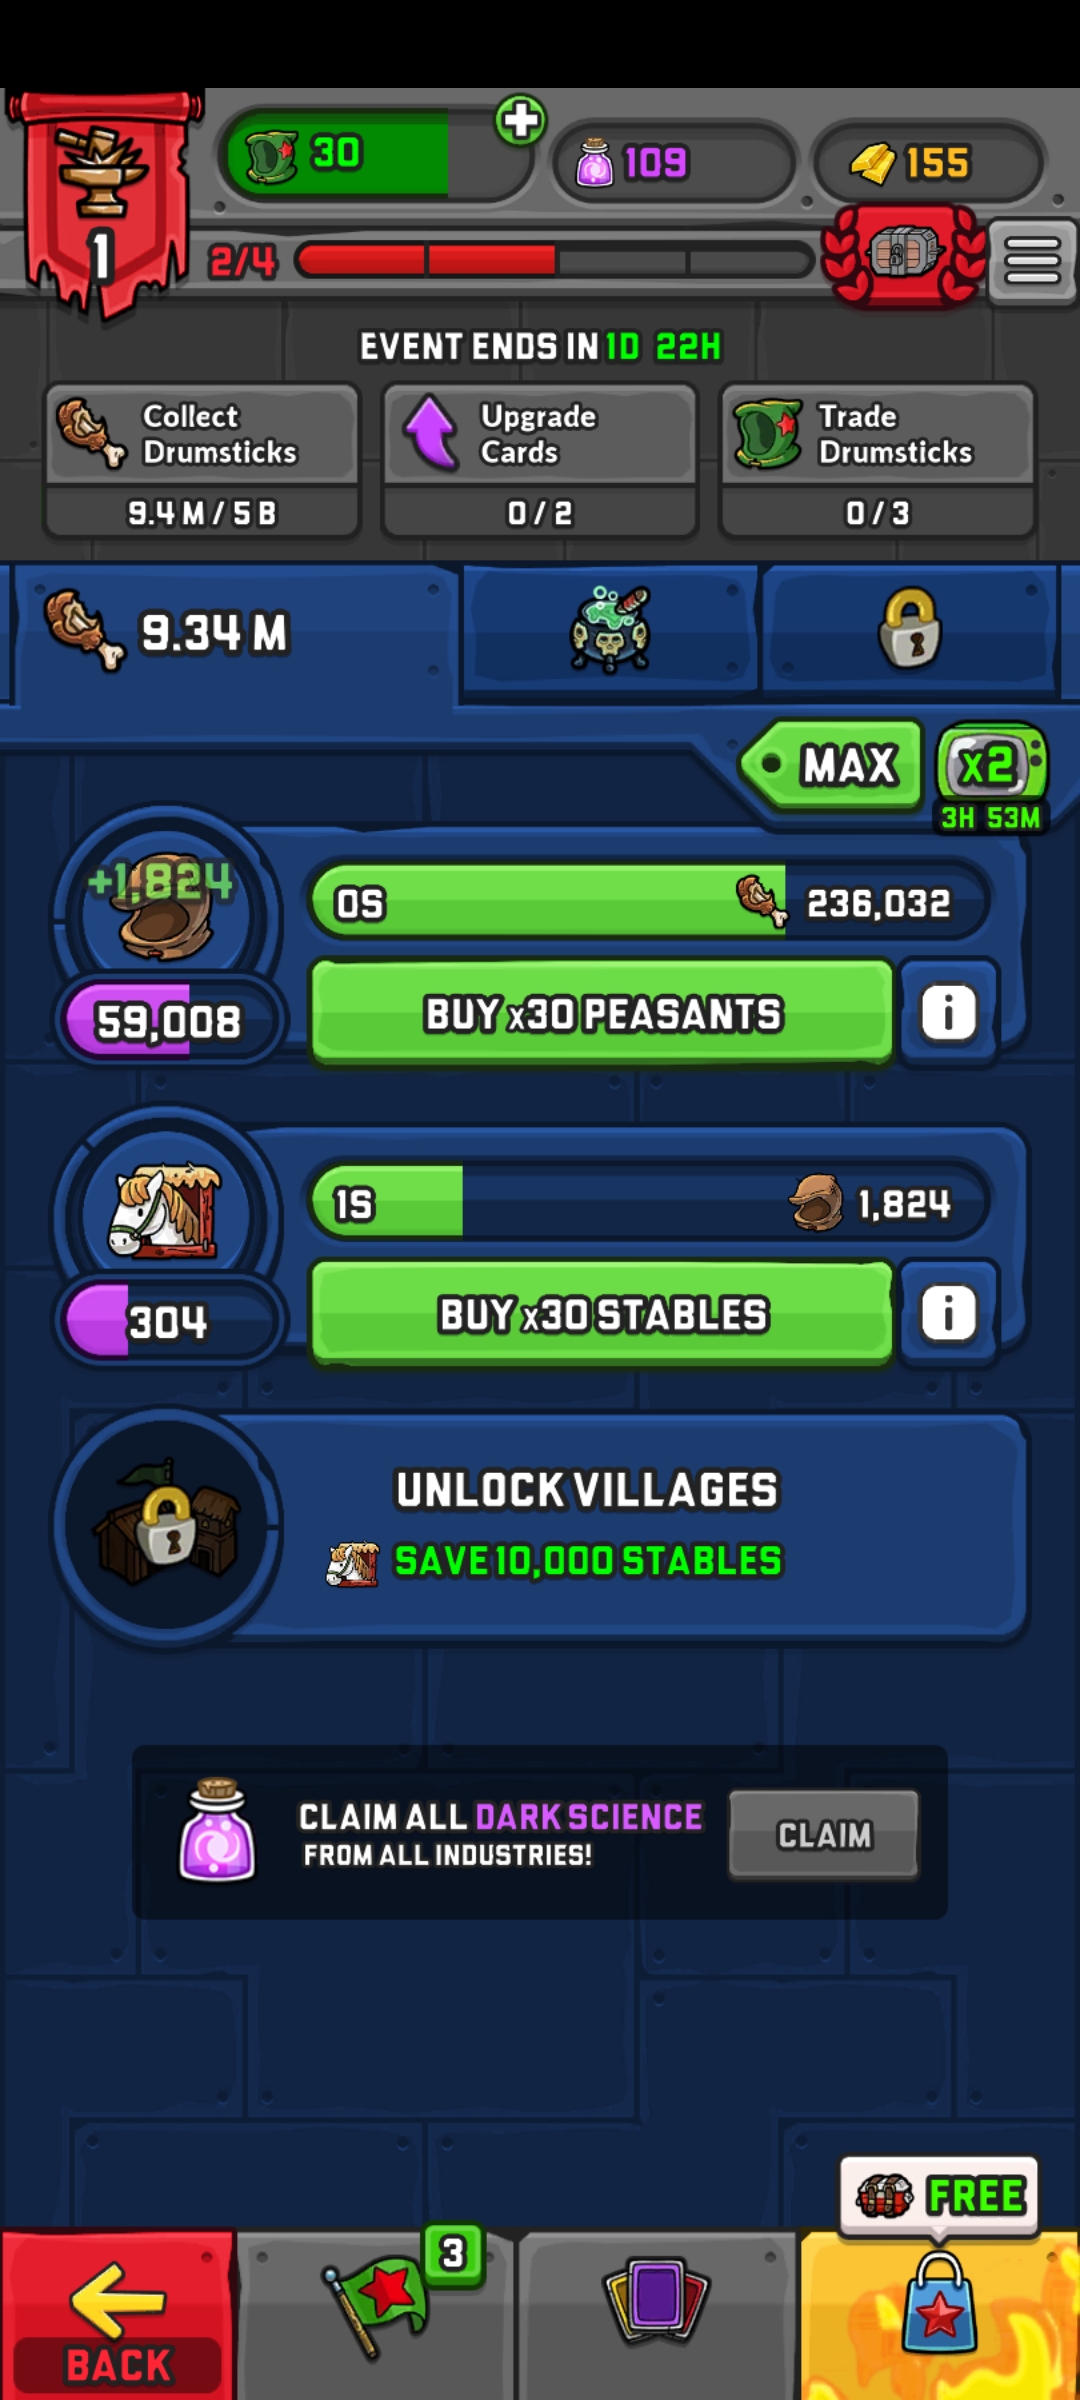 30
109
155
1
2/4
EVENT ENDS IN 1D 22H
Collect
Drumsticks
9.4 M / 5 B
Upgrade
Cards
0 / 2
Trade
Drumsticks
0 / 3
9.34 M
MAX
x2
3H 53M
+1,824
0S
236,032
59,008
BUY x30 PEASANTS
i
1S
1,824
304
BUY x30 STABLES
i
UNLOCK VILLAGES
SAVE 10,000 STABLES
CLAIM ALL DARK SCIENCE
FROM ALL INDUSTRIES!
CLAIM
FREE
3
BACK